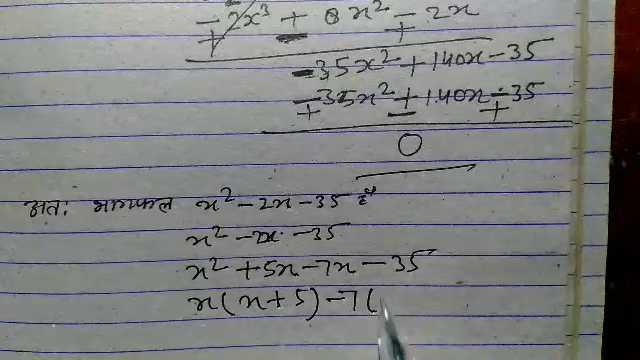 - 2x³ + 8x² - 2x
+ - +
- 35x² + 140x - 35
- 35x² + 140x - 35
+ - +
0
अतः भागफल x² - 2x - 35 है
x² - 2x - 35
x² + 5x - 7x - 35
x(x+5) - 7(